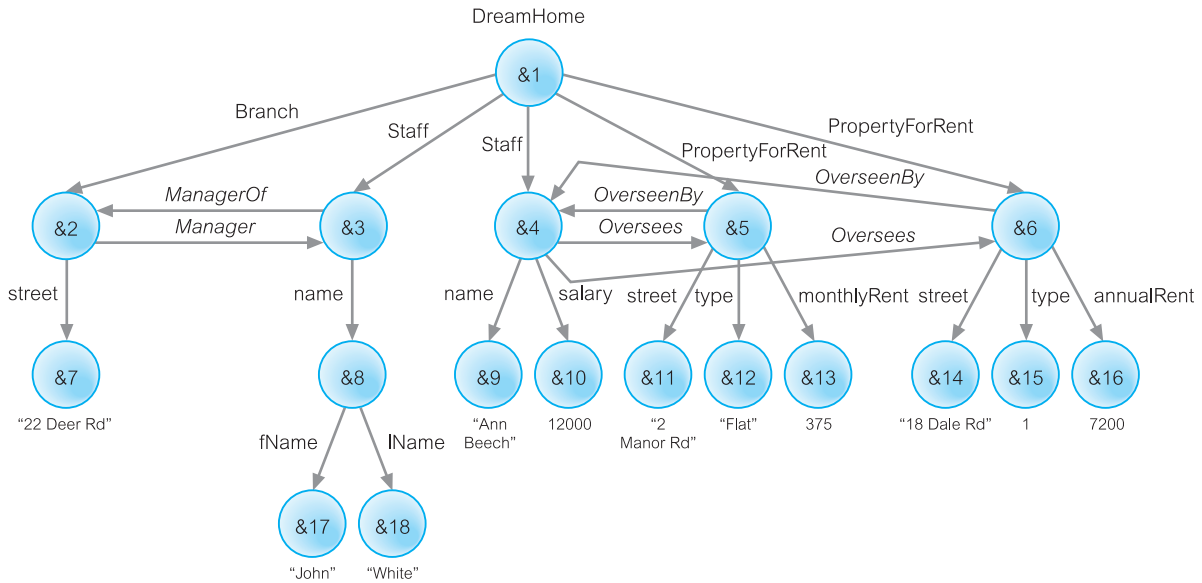 DreamHome
&1
Branch
Staff
Staff
PropertyForRent
PropertyForRent
ManagerOf
Manager
OverseenBy
Oversees
OverseenBy
Oversees
&2
&3
&4
&5
&6
street
name
name
salary
street
type
monthlyRent
street
type
annualRent
&7
&8
&9
&10
&11
&12
&13
&14
&15
&16
“22 Deer Rd”
“Ann
Beech”
12000
“2
Manor Rd”
“Flat”
375
“18 Dale Rd”
1
7200
fName
lName
&17
&18
“John”
“White”